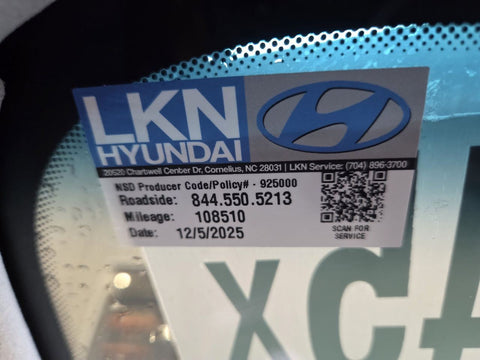 LKN
HYUNDAI
20520 Chartwell Center Dr, Cornelius, NC 28031 | LKN Service: (704) 896-3700
NSD Producer Code/Policy# - 925000
Roadside: 844.550.5213
Mileage: 108510
Date: 12/5/2025
SCAN FOR
SERVICE